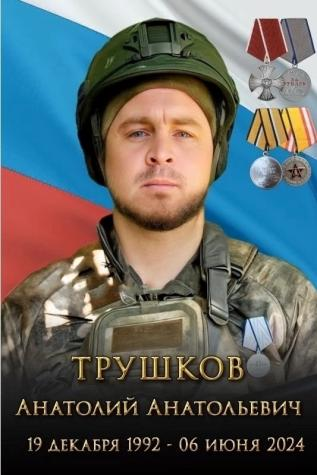 ТРУШКОВ
Анатолий Анатольевич
19 декабря 1992 - 06 июня 2024